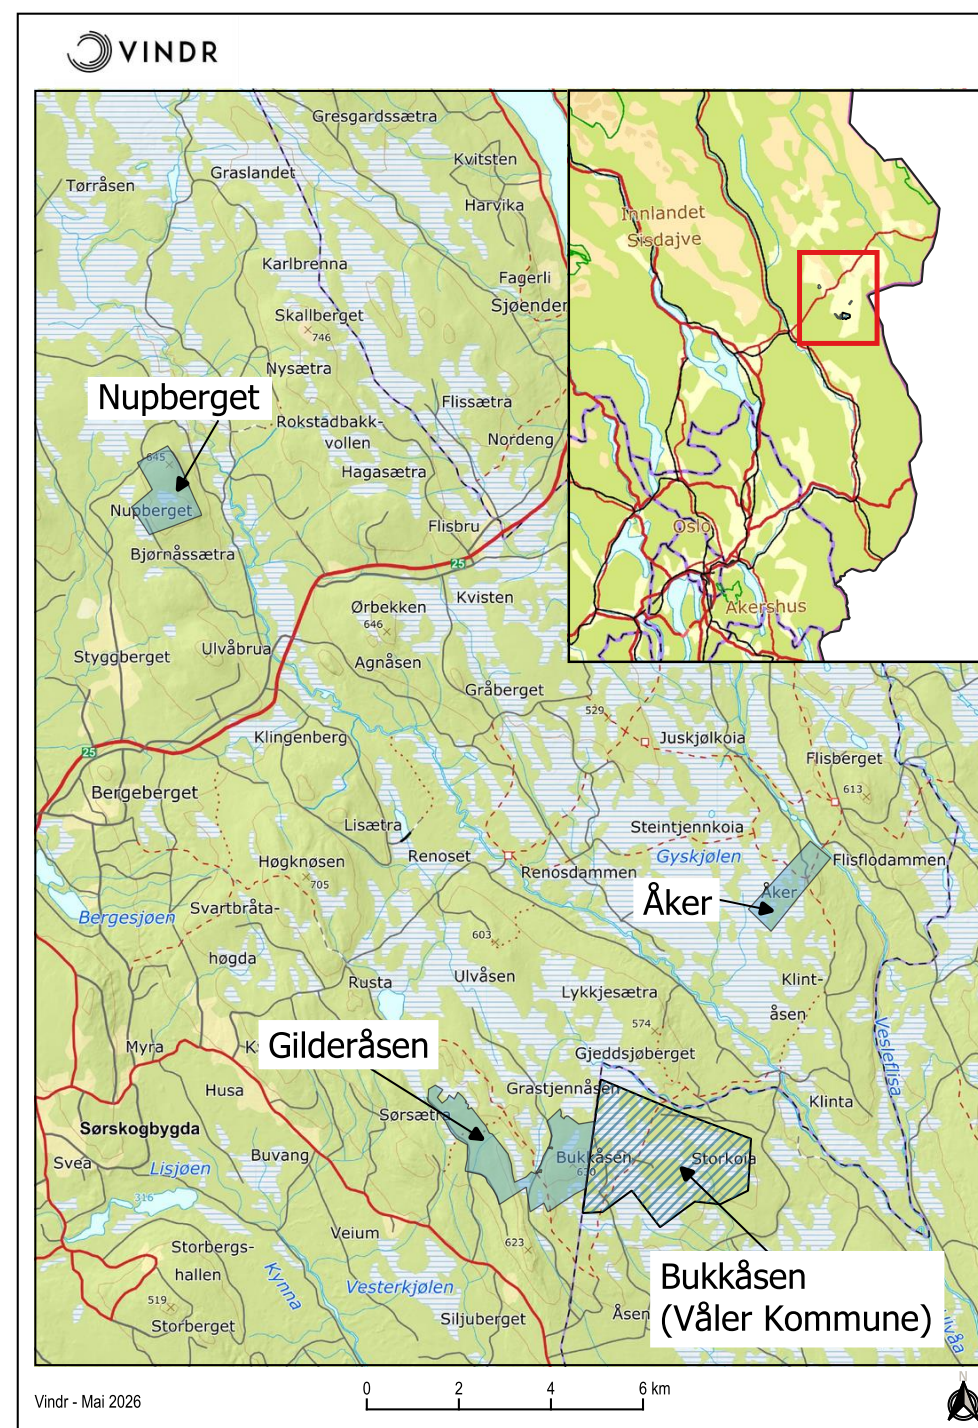 VINDR
Gresgardssætra
Kvitsten
Graslandet
Tørråsen
Harvika
Innlandet
Sisdajve
Karlbrenna
Fagerli
Sjøenden
Skallberget
746
Nysætra
Nupberget
Flissætra
Rokstadbakk-
vollen
Nordeng
645
Hagasætra
Nupberget
Flisbru
Oslo
Bjørnåssætra
25
Kvisten
Ørbekken
646
Akershus
Ulvåbrua
Styggberget
Agnåsen
Gråberget
529
Klingenberg
Juskjølkoia
25
Flisberget
Bergeberget
613
Lisætra
Steintjennkoia
Renoset
Gyskjølen
Høgknøsen
Flisflodammen
Renosdammen
705
Åker
Åker
Svartbråta-
høgda
Bergesjøen
603
Ulvåsen
Rusta
Klint-
åsen
Lykkjesætra
574
Gilderåsen
Myra
Gjeddsjøberget
Vesleflisa
Husa
Grastjennåsen
Sørsætra
Klinta
Sørskogbygda
Buvang
Bukkåsen
630
Storkoia
Svea
Lisjøen
316
Veium
623
Storbergs-
hallen
Kynna
Vesterkjølen
Bukkåsen
(Våler Kommune)
519
Storberget
Siljuberget
Åsen
Vindr - Mai 2026
0 2 4 6 km
N